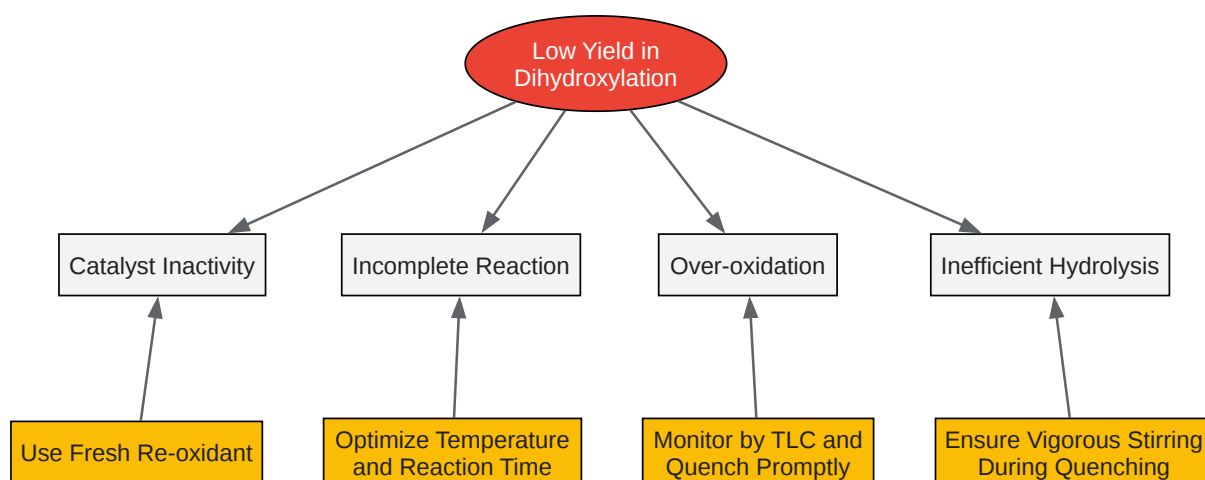 Low Yield in
Dihydroxylation
Catalyst Inactivity
Incomplete Reaction
Over-oxidation
Inefficient Hydrolysis
Use Fresh Re-oxidant
Optimize Temperature
and Reaction Time
Monitor by TLC and
Quench Promptly
Ensure Vigorous Stirring
During Quenching